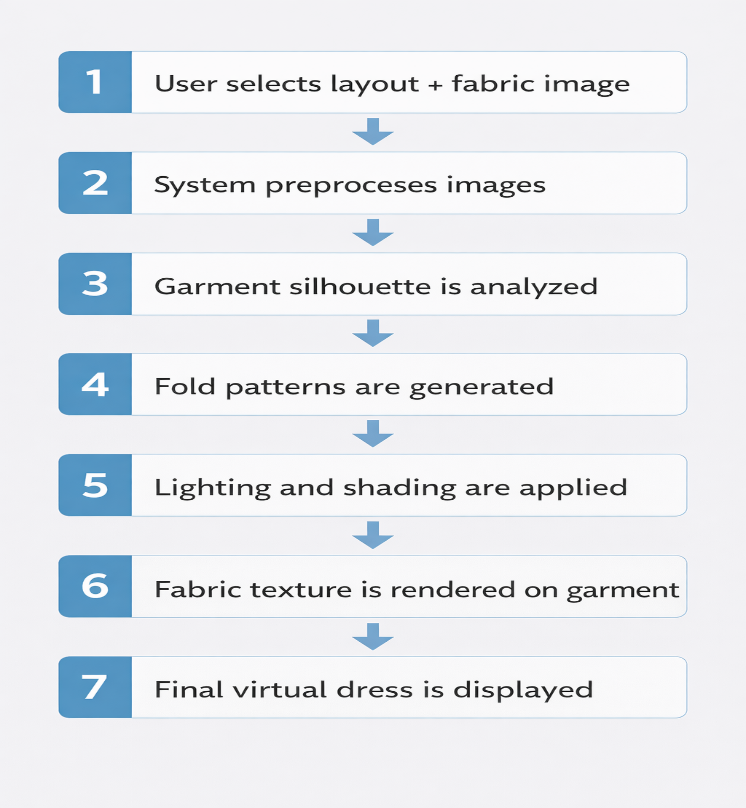 1 User selects layout + fabric image
2 System preproceses images
3 Garment silhouette is analyzed
4 Fold patterns are generated
5 Lighting and shading are applied
6 Fabric texture is rendered on garment
7 Final virtual dress is displayed